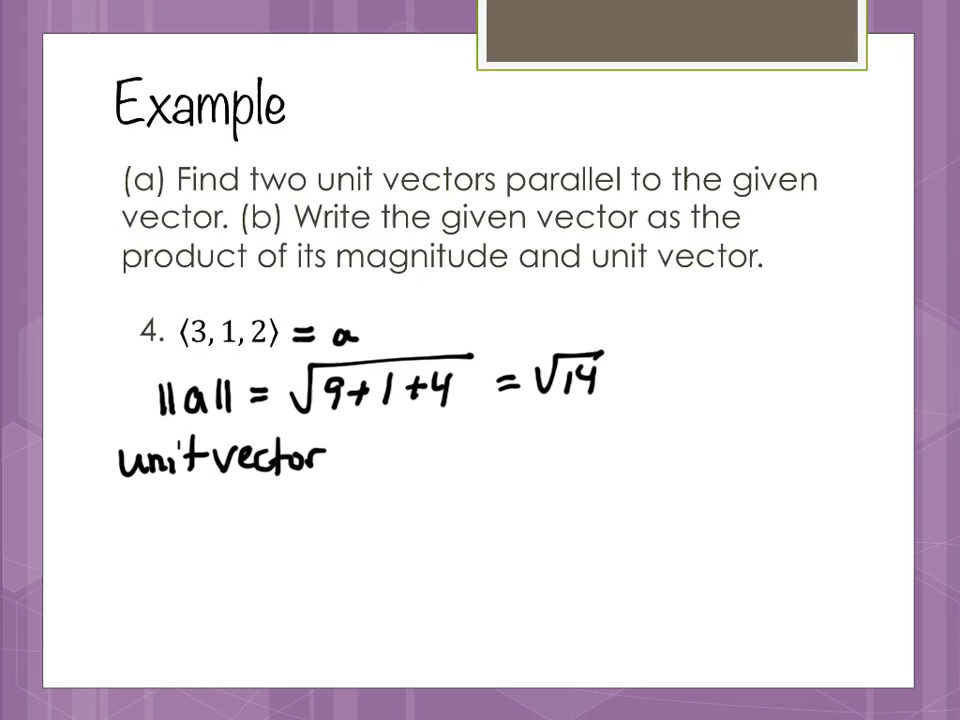 Example
(a) Find two unit vectors parallel to the given
vector. (b) Write the given vector as the
product of its magnitude and unit vector.
4. ⟨3, 1, 2⟩ = a
||a|| = √(9+1+4) = √14
unit vector